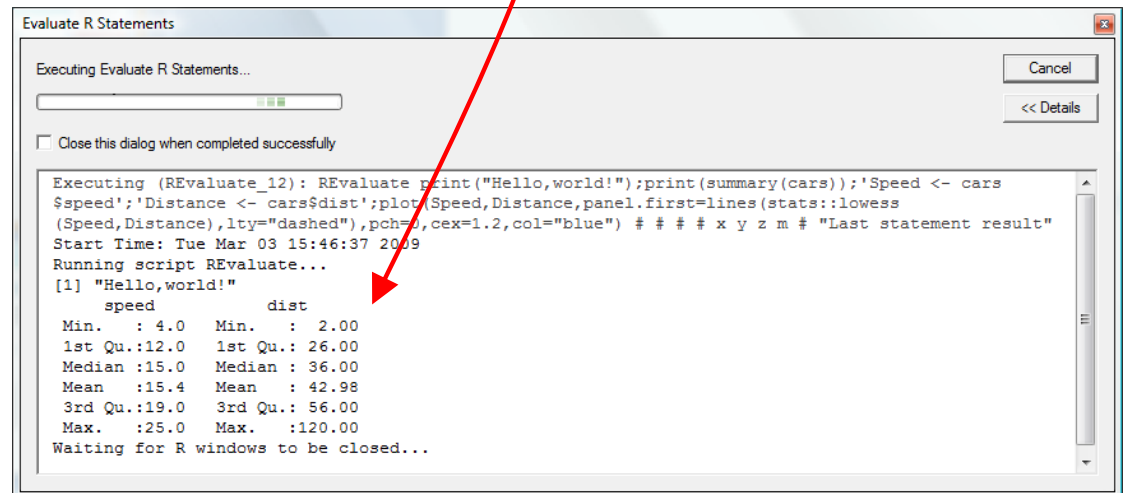 Evaluate R Statements
Executing Evaluate R Statements...
Cancel
<< Details
Close this dialog when completed successfully
Executing (REvaluate_12): REvaluate print("Hello,world!");print(summary(cars));'Speed <- cars
$speed';'Distance <- cars$dist';plot(Speed,Distance,panel.first=lines(stats::lowess
(Speed,Distance),lty="dashed"),pch=0,cex=1.2,col="blue") # # # # x y z m # "Last statement result"
Start Time: Tue Mar 03 15:46:37 2009
Running script REvaluate...
[1] "Hello,world!"
speed dist
Min. : 4.0 Min. : 2.00
1st Qu.:12.0 1st Qu.: 26.00
Median :15.0 Median : 36.00
Mean :15.4 Mean : 42.98
3rd Qu.:19.0 3rd Qu.: 56.00
Max. :25.0 Max. :120.00
Waiting for R windows to be closed...